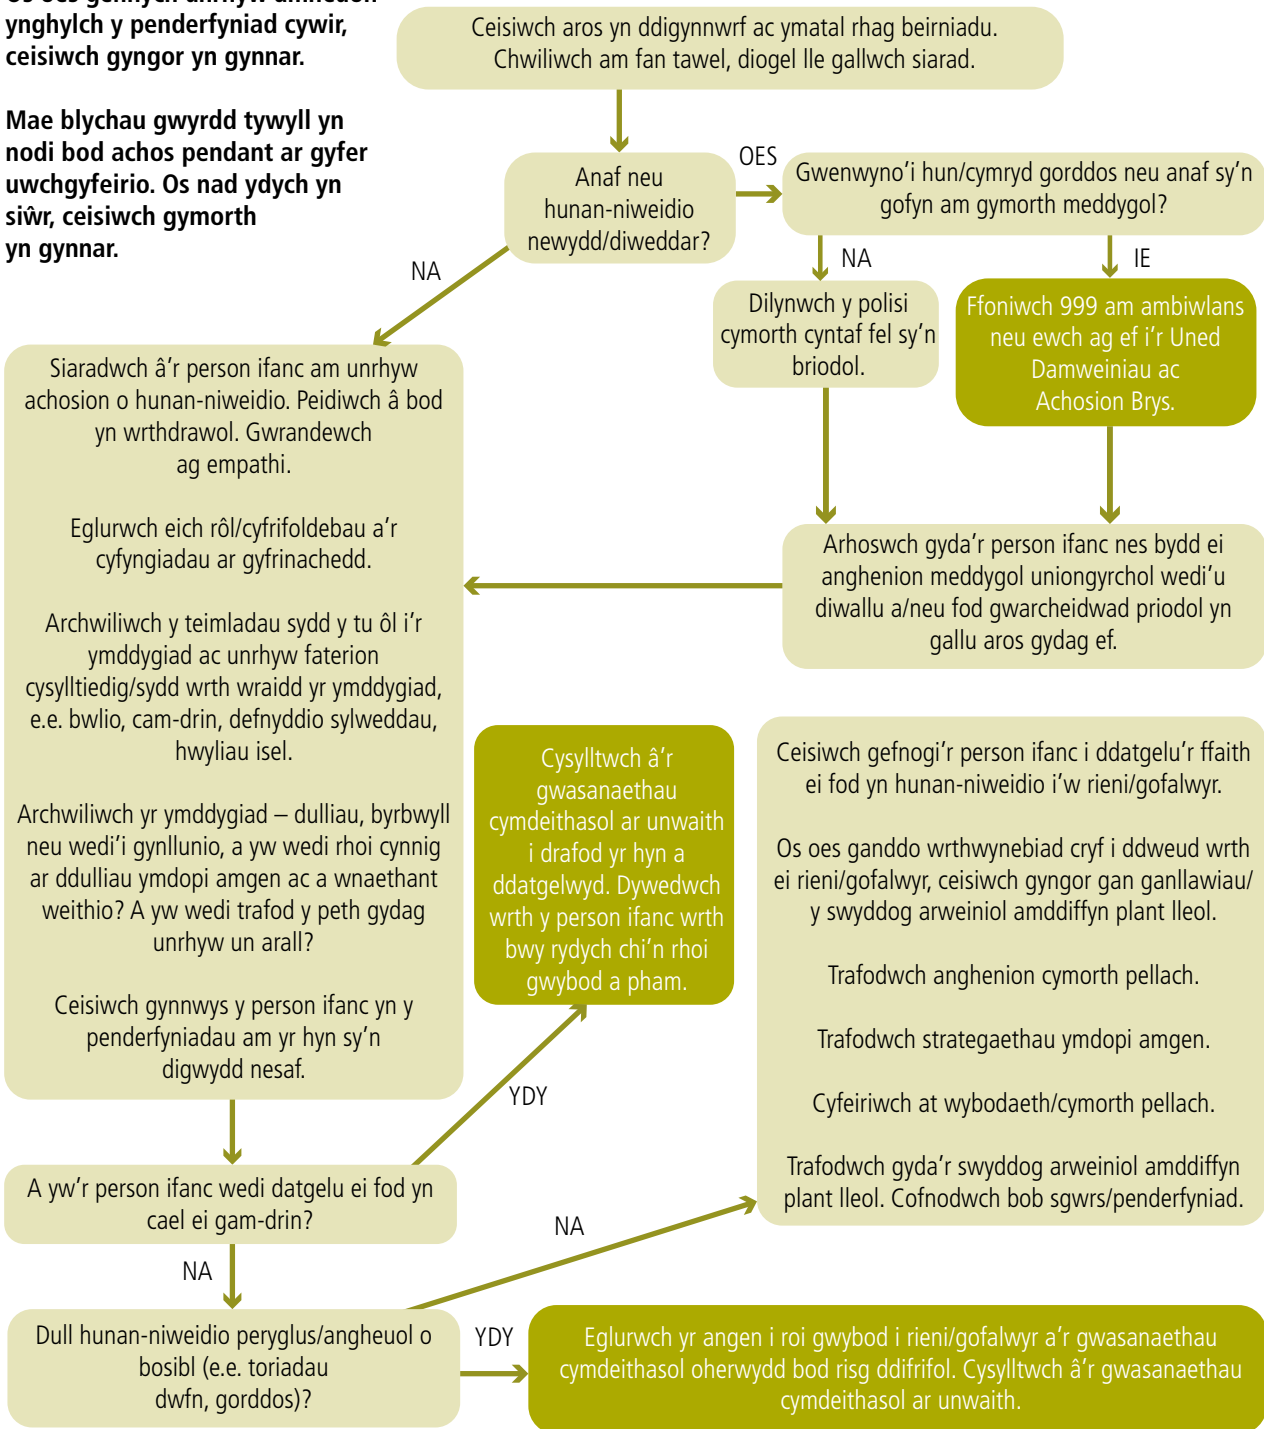 ynghylch y penderfyniad cywir,
ceisiwch gyngor yn gynnar.
Mae blychau gwyrdd tywyll yn
nodi bod achos pendant ar gyfer
uwchgyfeirio. Os nad ydych yn
siŵr, ceisiwch gymorth
yn gynnar.
Ceisiwch aros yn ddigynnwrf ac ymatal rhag beirniadu.
Chwiliwch am fan tawel, diogel lle gallwch siarad.
Anaf neu
hunan-niweidio
newydd/diweddar?
OES
Gwenwyno’i hun/cymryd gorddos neu anaf sy’n
gofyn am gymorth meddygol?
NA
NA
IE
Dilynwch y polisi
cymorth cyntaf fel sy’n
briodol.
Ffoniwch 999 am ambiwlans
neu ewch ag ef i’r Uned
Damweiniau ac
Achosion Brys.
Arhoswch gyda’r person ifanc nes bydd ei
anghenion meddygol uniongyrchol wedi’u
diwallu a/neu fod gwarcheidwad priodol yn
gallu aros gydag ef.
Siaradwch â’r person ifanc am unrhyw
achosion o hunan-niweidio. Peidiwch â bod
yn wrthdrawol. Gwrandewch
ag empathi.
Eglurwch eich rôl/cyfrifoldebau a’r
cyfyngiadau ar gyfrinachedd.
Archwiliwch y teimladau sydd y tu ôl i’r
ymddygiad ac unrhyw faterion
cysylltiedig/sydd wrth wraidd yr ymddygiad,
e.e. bwlio, cam-drin, defnyddio sylweddau,
hwyliau isel.
Archwiliwch yr ymddygiad – dulliau, byrbwyll
neu wedi’i gynllunio, a yw wedi rhoi cynnig
ar ddulliau ymdopi amgen ac a wnaethant
weithio? A yw wedi trafod y peth gydag
unrhyw un arall?
Ceisiwch gynnwys y person ifanc yn y
penderfyniadau am yr hyn sy’n
digwydd nesaf.
A yw’r person ifanc wedi datgelu ei fod yn
cael ei gam-drin?
YDY
Cysylltwch â’r
gwasanaethau
cymdeithasol ar unwaith
i drafod yr hyn a
ddatgelwyd. Dywedwch
wrth y person ifanc wrth
bwy rydych chi’n rhoi
gwybod a pham.
NA
Dull hunan-niweidio peryglus/angheuol o
bosibl (e.e. toriadau
dwfn, gorddos)?
NA
Ceisiwch gefnogi’r person ifanc i ddatgelu’r ffaith
ei fod yn hunan-niweidio i’w rieni/gofalwyr.
Os oes ganddo wrthwynebiad cryf i ddweud wrth
ei rieni/gofalwyr, ceisiwch gyngor gan ganllawiau/
y swyddog arweiniol amddiffyn plant lleol.
Trafodwch anghenion cymorth pellach.
Trafodwch strategaethau ymdopi amgen.
Cyfeiriwch at wybodaeth/cymorth pellach.
Trafodwch gyda’r swyddog arweiniol amddiffyn
plant lleol. Cofnodwch bob sgwrs/penderfyniad.
YDY
Eglurwch yr angen i roi gwybod i rieni/gofalwyr a’r gwasanaethau
cymdeithasol oherwydd bod risg ddifrifol. Cysylltwch â’r gwasanaethau
cymdeithasol ar unwaith.